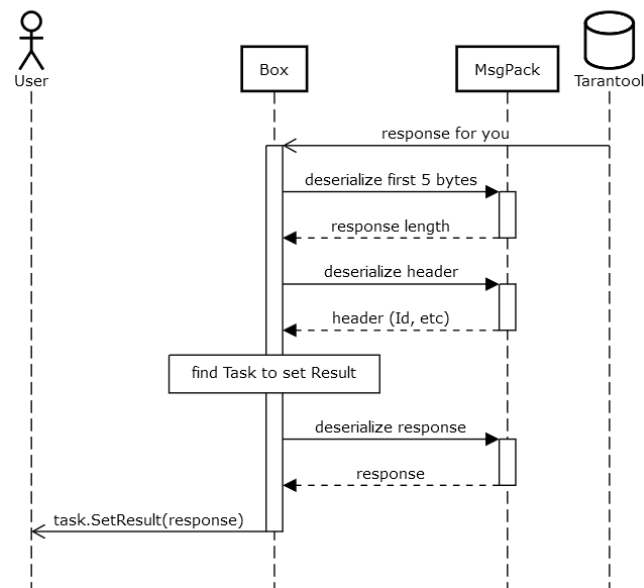 User
Box
MsgPack
Tarantool
response for you
deserialize first 5 bytes
response length
deserialize header
header (Id, etc)
find Task to set Result
deserialize response
response
task.SetResult(response)